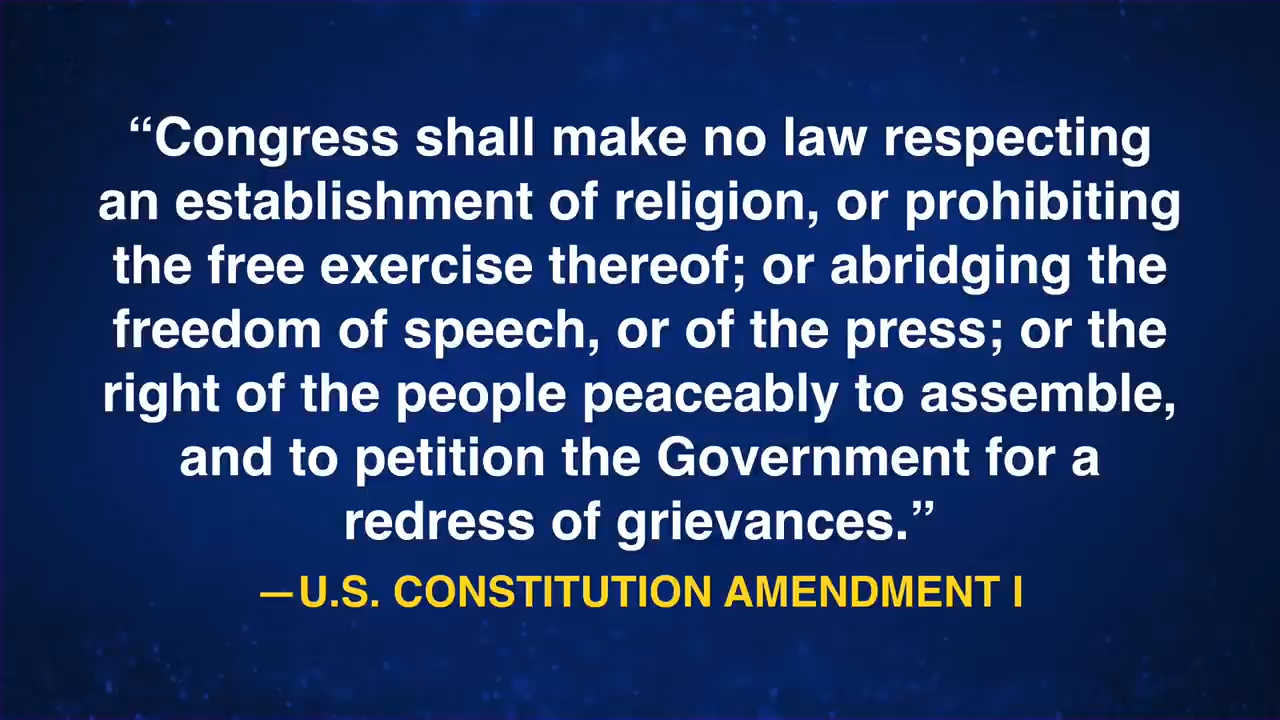 “Congress shall make no law respecting
an establishment of religion, or prohibiting
the free exercise thereof; or abridging the
freedom of speech, or of the press; or the
right of the people peaceably to assemble,
and to petition the Government for a
redress of grievances.”
—U.S. CONSTITUTION AMENDMENT I